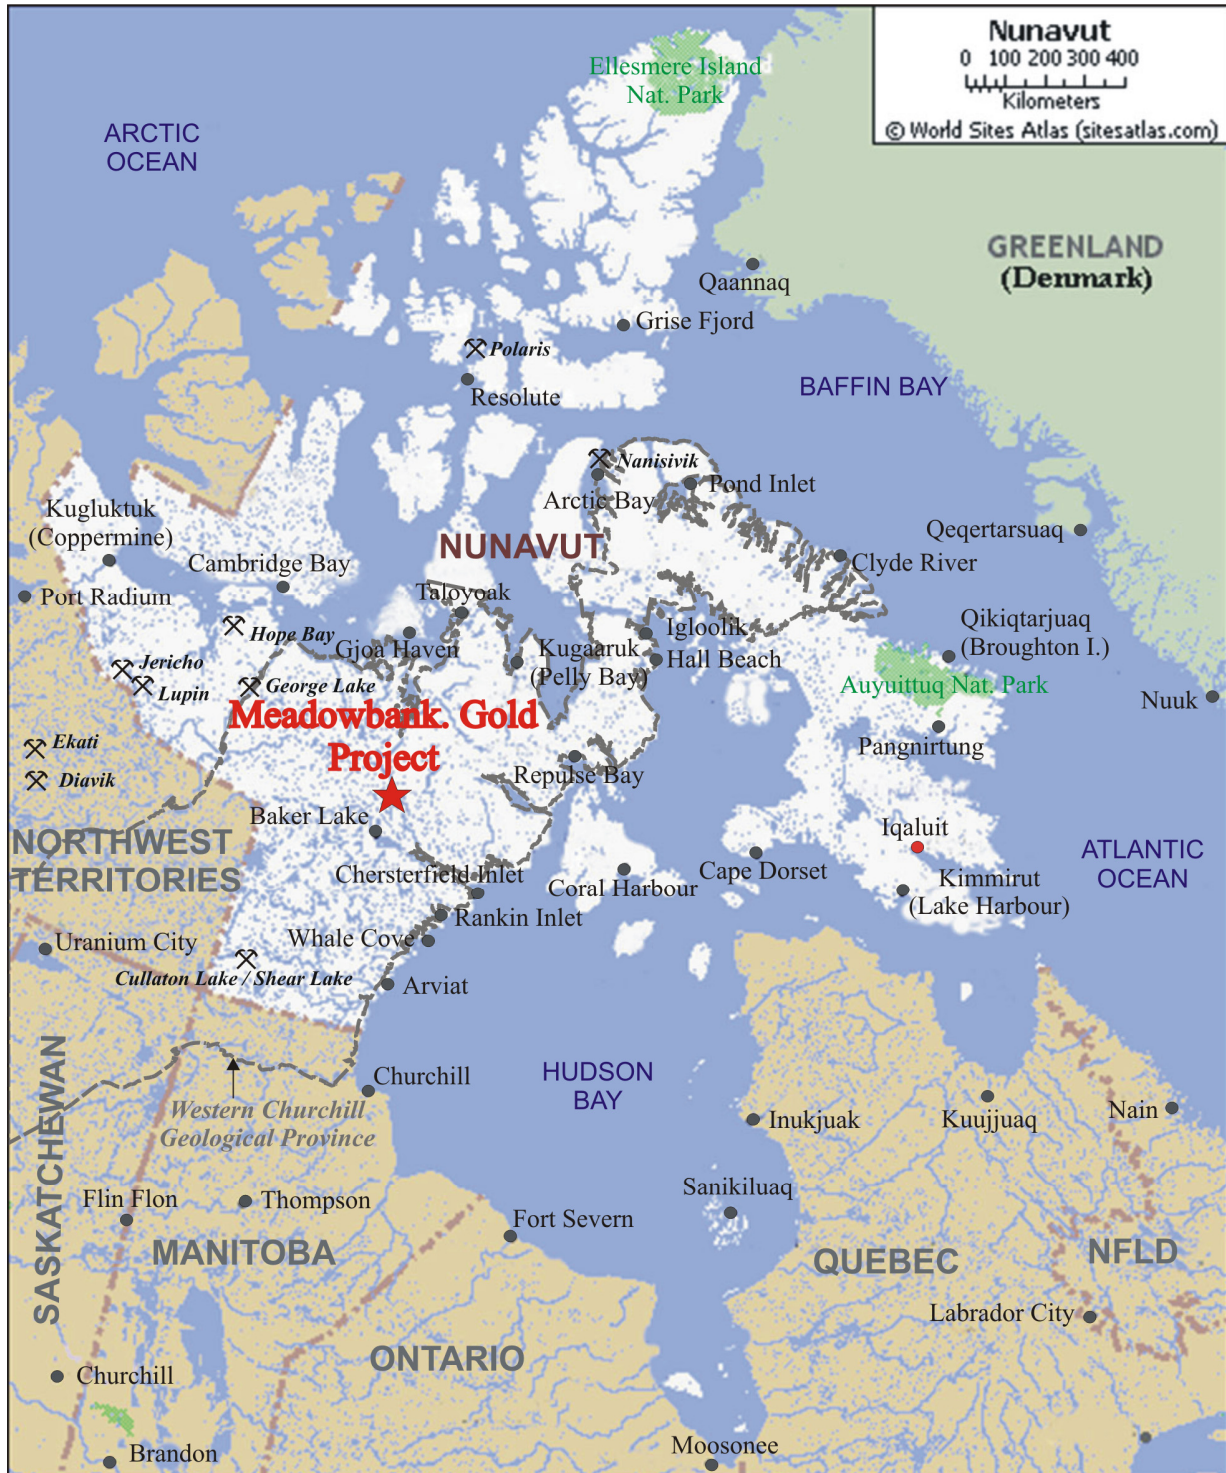 Nunavut
0 100 200 300 400
Kilometers
© World Sites Atlas (sitesatlas.com)
Ellesmere Island
Nat. Park
ARCTIC
OCEAN
GREENLAND
(Denmark)
Qaannaq
Grise Fjord
Polaris
Resolute
BAFFIN BAY
Nanisivik
Arctic Bay
Pond Inlet
Kugluktuk
(Coppermine)
Qeqertarsuaq
NUNAVUT
Cambridge Bay
Clyde River
Port Radium
Taloyoak
Hope Bay
Gjoa Haven
Igloolik
Qikiqtarjuaq
(Broughton I.)
Kugaaruk
(Pelly Bay)
Hall Beach
Jericho
Lupin
George Lake
Auyuittuq Nat. Park
Nuuk
Meadowbank. Gold
Project
Ekati
Diavik
Pangnirtung
Repulse Bay
Baker Lake
Iqaluit
NORTHWEST
TERRITORIES
ATLANTIC
OCEAN
Chersterfield Inlet
Coral Harbour
Cape Dorset
Kimmirut
(Lake Harbour)
Rankin Inlet
Whale Cove
Uranium City
Cullaton Lake / Shear Lake
Arviat
HUDSON
BAY
Churchill
Western Churchill
Geological Province
SASKATCHEWAN
Inukjuak
Kuujjuaq
Nain
Flin Flon
Thompson
Sanikiluaq
Fort Severn
MANITOBA
QUEBEC
NFLD
Labrador City
ONTARIO
Churchill
Brandon
Moosonee